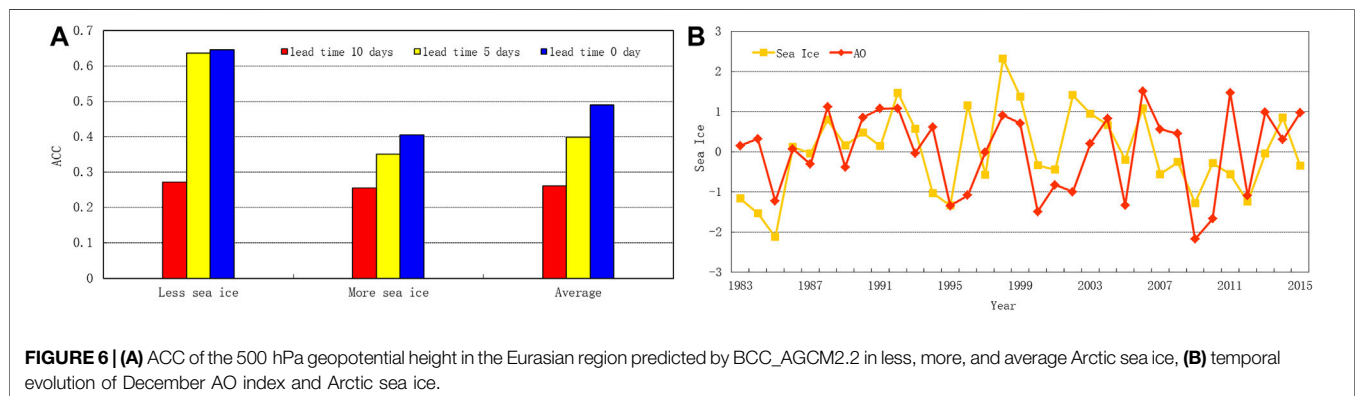 A
0.7
0.6
0.5
0.4
0.3
0.2
0.1
0
ACC
lead time 10 days
lead time 5 days
lead time 0 day
Less sea ice
More sea ice
Average
B
3
2
1
0
-1
-2
-3
Sea Ice
Sea Ice
AO
1983
1987
1991
1995
1999
2003
2007
2011
2015
Year
FIGURE 6 | (A) ACC of the 500 hPa geopotential height in the Eurasian region predicted by BCC_AGCM2.2 in less, more, and average Arctic sea ice, (B) temporal
evolution of December AO index and Arctic sea ice.